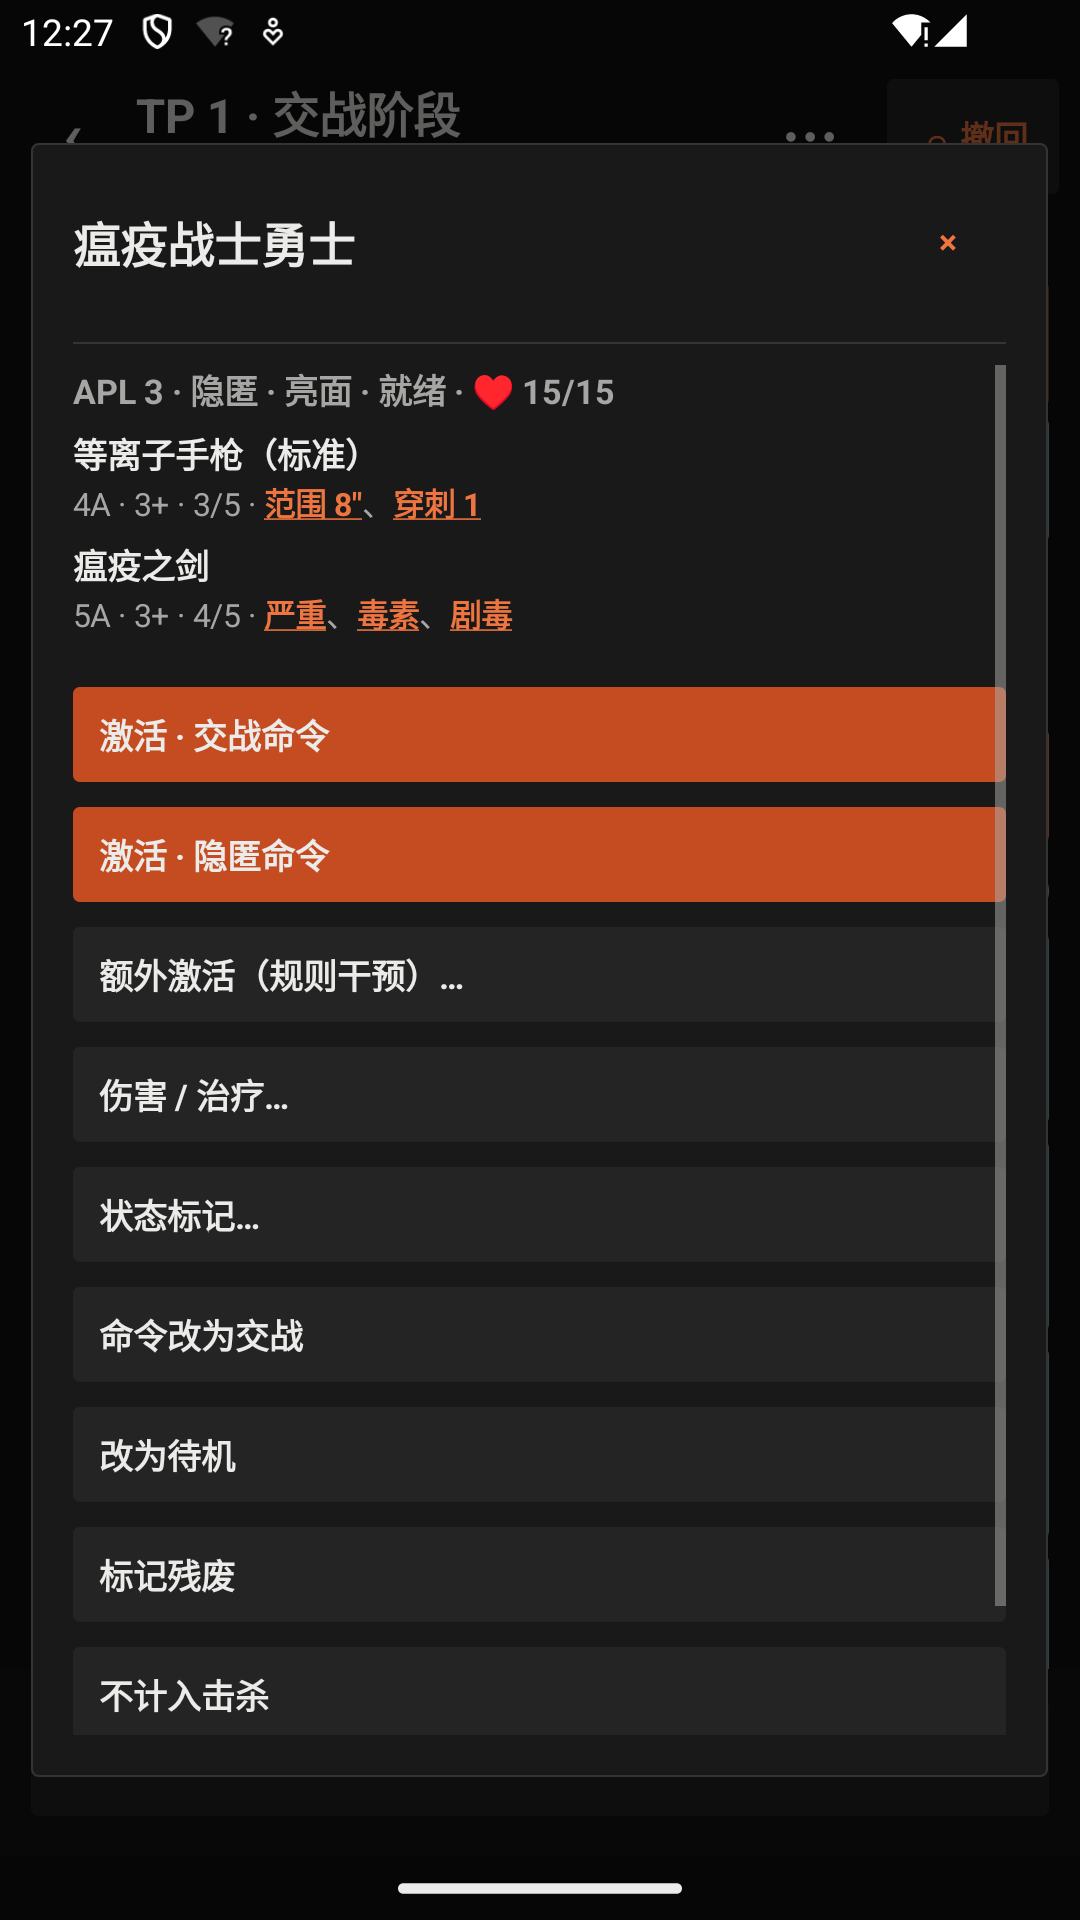 12:27
TP 1 · 交战阶段
撤回
瘟疫战士勇士
×
APL 3 · 隐匿 · 亮面 · 就绪 · ❤️ 15/15
等离子手枪（标准）
4A · 3+ · 3/5 · 范围 8"、穿刺 1
瘟疫之剑
5A · 3+ · 4/5 · 严重、毒素、剧毒
激活 · 交战命令
激活 · 隐匿命令
额外激活（规则干预）...
伤害 / 治疗...
状态标记...
命令改为交战
改为待机
标记残废
不计入击杀